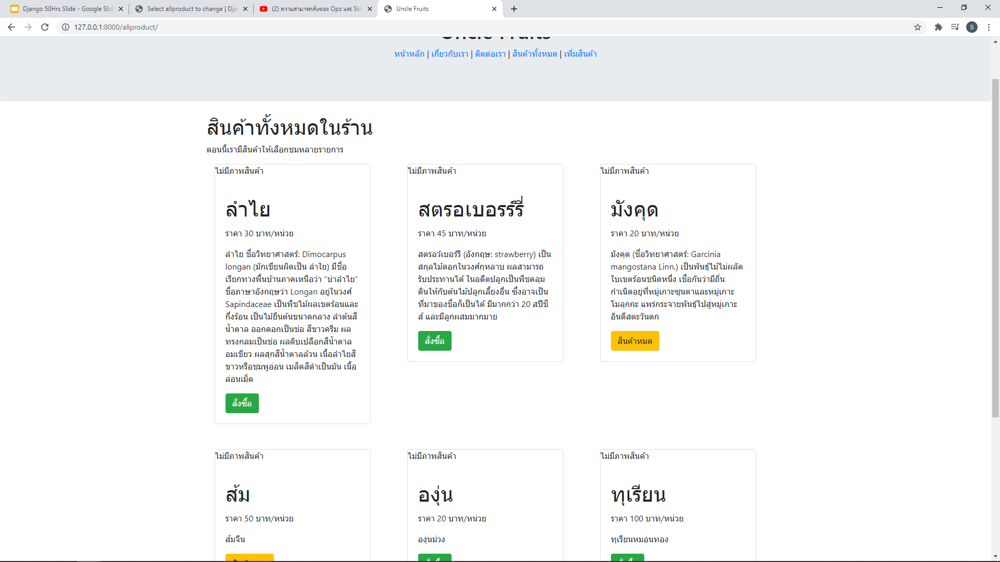 Django 50Hrs Slide - Google Slid
Select allproduct to change | Djan
(2) ความสามารถลับของ Opz และ Ski
Uncle Fruits
127.0.0.1:8000/allproduct/
S
Uncle Fruits
หน้าหลัก | เกี่ยวกับเรา | ติดต่อเรา | สินค้าทั้งหมด | เพิ่มสินค้า
สินค้าทั้งหมดในร้าน
ตอนนี้เรามีสินค้าให้เลือกชมหลายรายการ
ไม่มีภาพสินค้า
ลำไย
ราคา 30 บาท/หน่วย
ลำไย ชื่อวิทยาศาสตร์: Dimocarpus
longan (มักเขียนผิดเป็น ลำใย) มีชื่อ
เรียกทางพื้นบ้านภาคเหนือว่า "บ่าลำไย"
ชื่อภาษาอังกฤษว่า Longan อยู่ในวงศ์
Sapindaceae เป็นพืชไม้ผลเขตร้อนและ
กึ่งร้อน เป็นไม้ยืนต้นขนาดกลาง ลำต้นสี
น้ำตาล ออกดอกเป็นช่อ สีขาวครีม ผล
ทรงกลมเป็นช่อ ผลดิบเปลือกสีน้ำตาล
อมเขียว ผลสุกสีน้ำตาลล้วน เนื้อลำไยสี
ขาวหรือชมพูอ่อน เมล็ดสีดำเป็นมัน เนื้อ
ล่อนเม็ด
สั่งซื้อ
ไม่มีภาพสินค้า
สตรอเบอรร์รี่
ราคา 45 บาท/หน่วย
สตรอว์เบอร์รี (อังกฤษ: strawberry) เป็น
สกุลไม้ดอกในวงศ์กุหลาบ ผลสามารถ
รับประทานได้ ในอดีตปลูกเป็นพืชคลุม
ดินให้กับต้นไม้ปลูกเลี้ยงอื่น ซึ่งอาจเป็น
ที่มาของชื่อก็เป็นได้ มีมากกว่า 20 สปีชี
ส์ และมีลูกผสมมากมาย
สั่งซื้อ
ไม่มีภาพสินค้า
มังคุด
ราคา 20 บาท/หน่วย
มังคุด (ชื่อวิทยาศาสตร์: Garcinia
mangostana Linn.) เป็นพันธุ์ไม้ไม่ผลัด
ใบเขตร้อนชนิดหนึ่ง เชื่อกันว่ามีถิ่น
กำเนิดอยู่ที่หมู่เกาะซุนดาและหมู่เกาะ
โมลุกกะ แพร่กระจายพันธุ์ไปสู่หมู่เกาะ
อินดีสตะวันตก
สินค้าหมด
ไม่มีภาพสินค้า
ส้ม
ราคา 50 บาท/หน่วย
ส้มจีน
ไม่มีภาพสินค้า
องุ่น
ราคา 20 บาท/หน่วย
องุ่นม่วง
สั่งซื้อ
ไม่มีภาพสินค้า
ทุเรียน
ราคา 100 บาท/หน่วย
ทุเรียนหมอนทอง
สั่งซื้อ